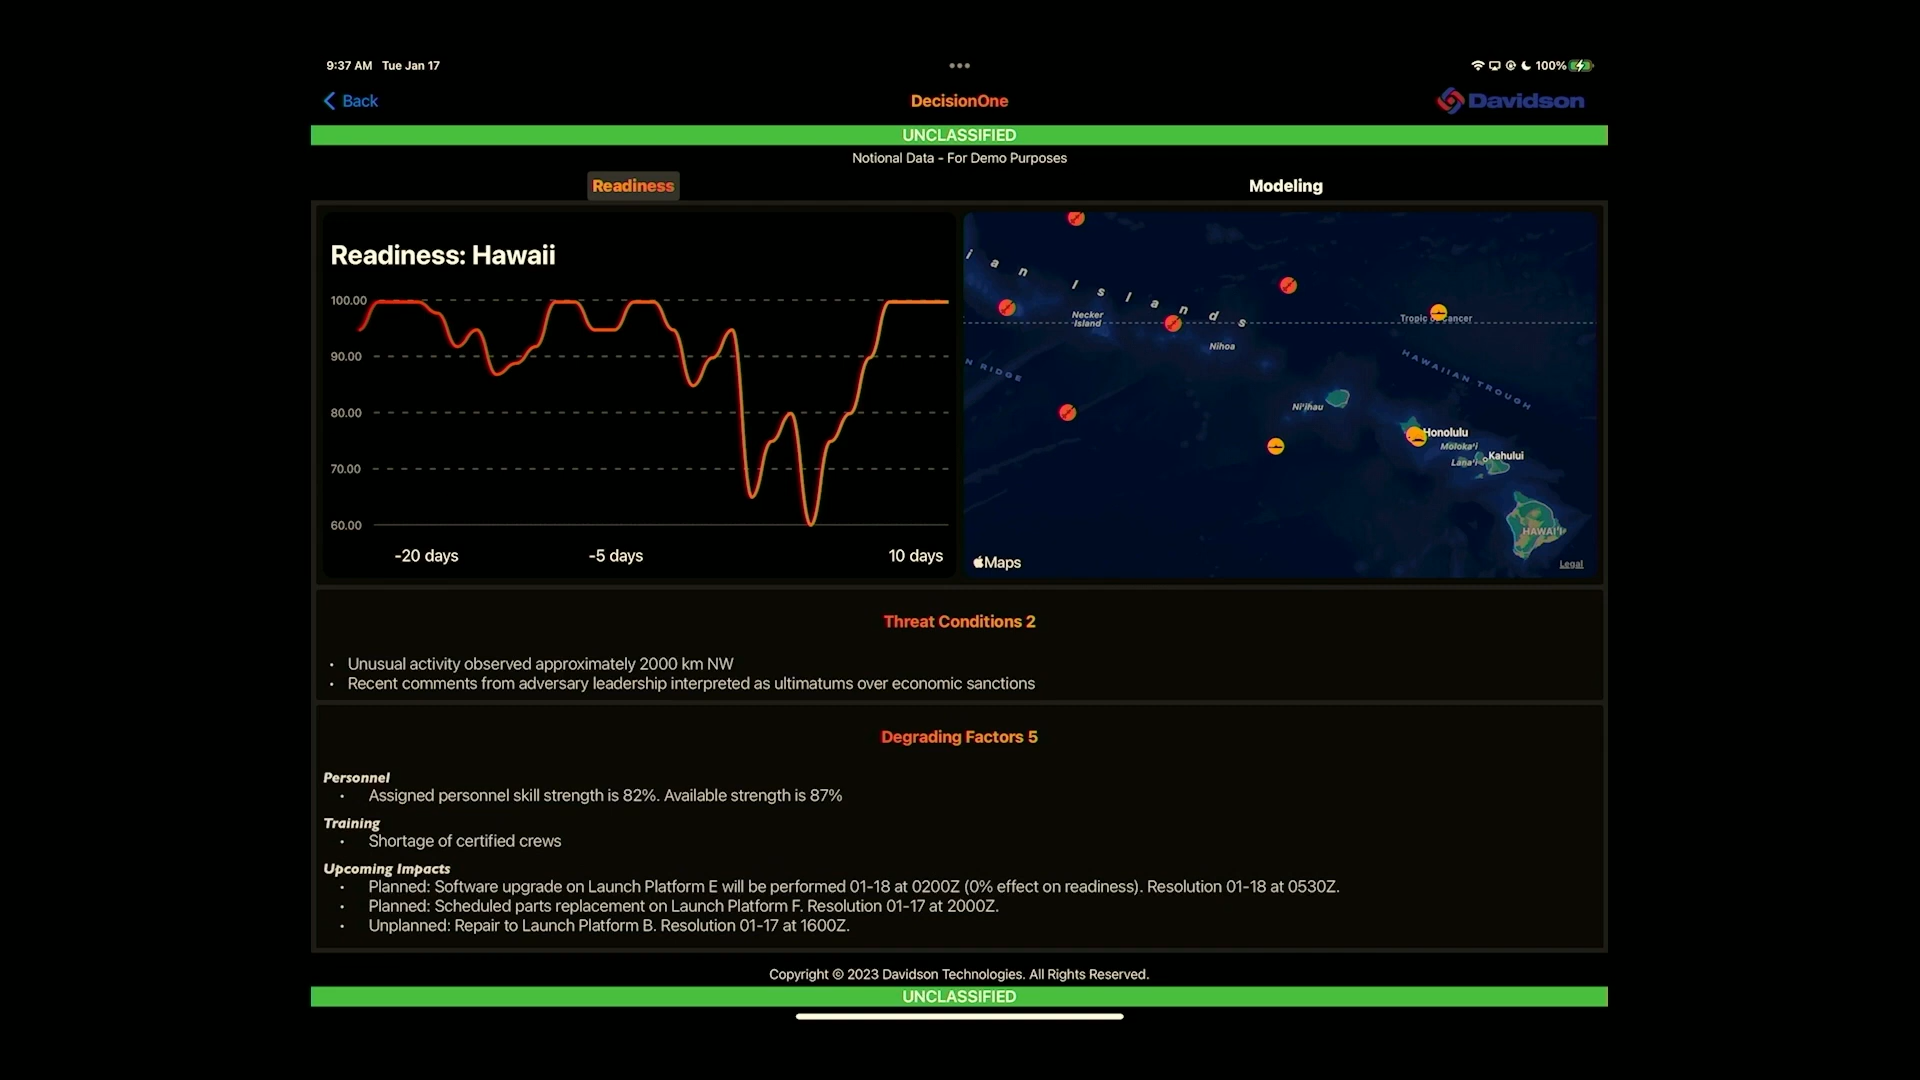 9:37 AM Tue Jan 17
100%
Back
DecisionOne
Davidson
UNCLASSIFIED
Notional Data - For Demo Purposes
Readiness
Modeling
Readiness: Hawaii
100.00
90.00
80.00
70.00
60.00
-20 days
-5 days
10 days
ian Islands
Necker
Island
Nihoa
Tropic of Cancer
N RIDGE
HAWAIIAN TROUGH
Ni'ihau
Honolulu
Moloka'i
Lana'i
Kahului
HAWAI'I
Maps
Legal
Threat Conditions 2
• Unusual activity observed approximately 2000 km NW
• Recent comments from adversary leadership interpreted as ultimatums over economic sanctions
Degrading Factors 5
Personnel
• Assigned personnel skill strength is 82%. Available strength is 87%
Training
• Shortage of certified crews
Upcoming Impacts
• Planned: Software upgrade on Launch Platform E will be performed 01-18 at 0200Z (0% effect on readiness). Resolution 01-18 at 0530Z.
• Planned: Scheduled parts replacement on Launch Platform F. Resolution 01-17 at 2000Z.
• Unplanned: Repair to Launch Platform B. Resolution 01-17 at 1600Z.
Copyright © 2023 Davidson Technologies. All Rights Reserved.
UNCLASSIFIED